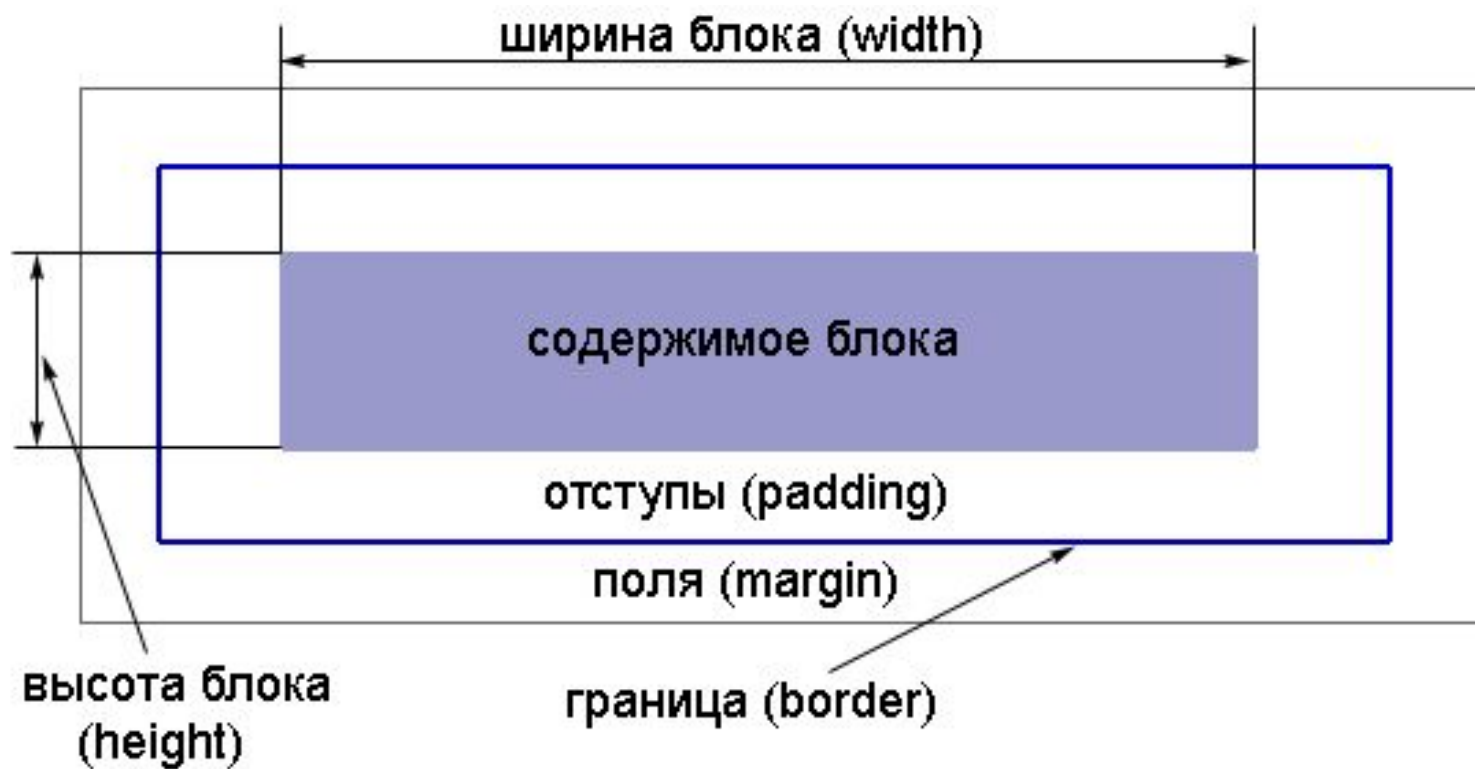 ширина блока (width)
содержимое блока
отступы (padding)
поля (margin)
высота блока
(height)
граница (border)